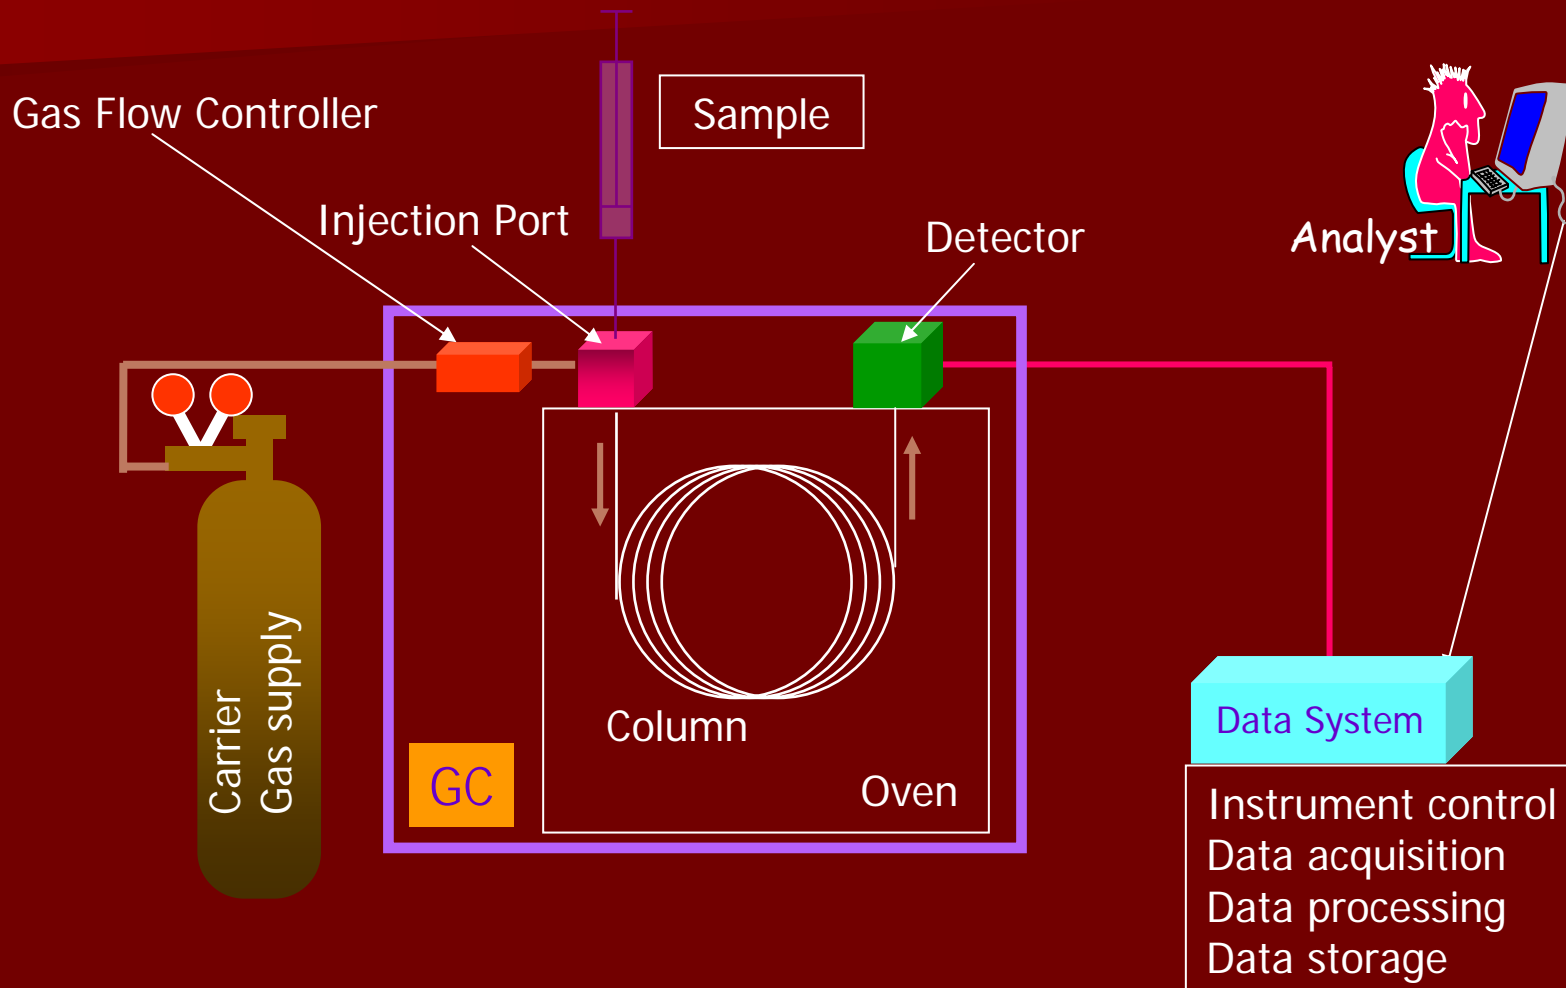 Sample
Gas Flow Controller
Injection Port
Detector
Analyst
Carrier
Gas supply
Column
GC
Oven
Data System
Instrument control
Data acquisition
Data processing
Data storage